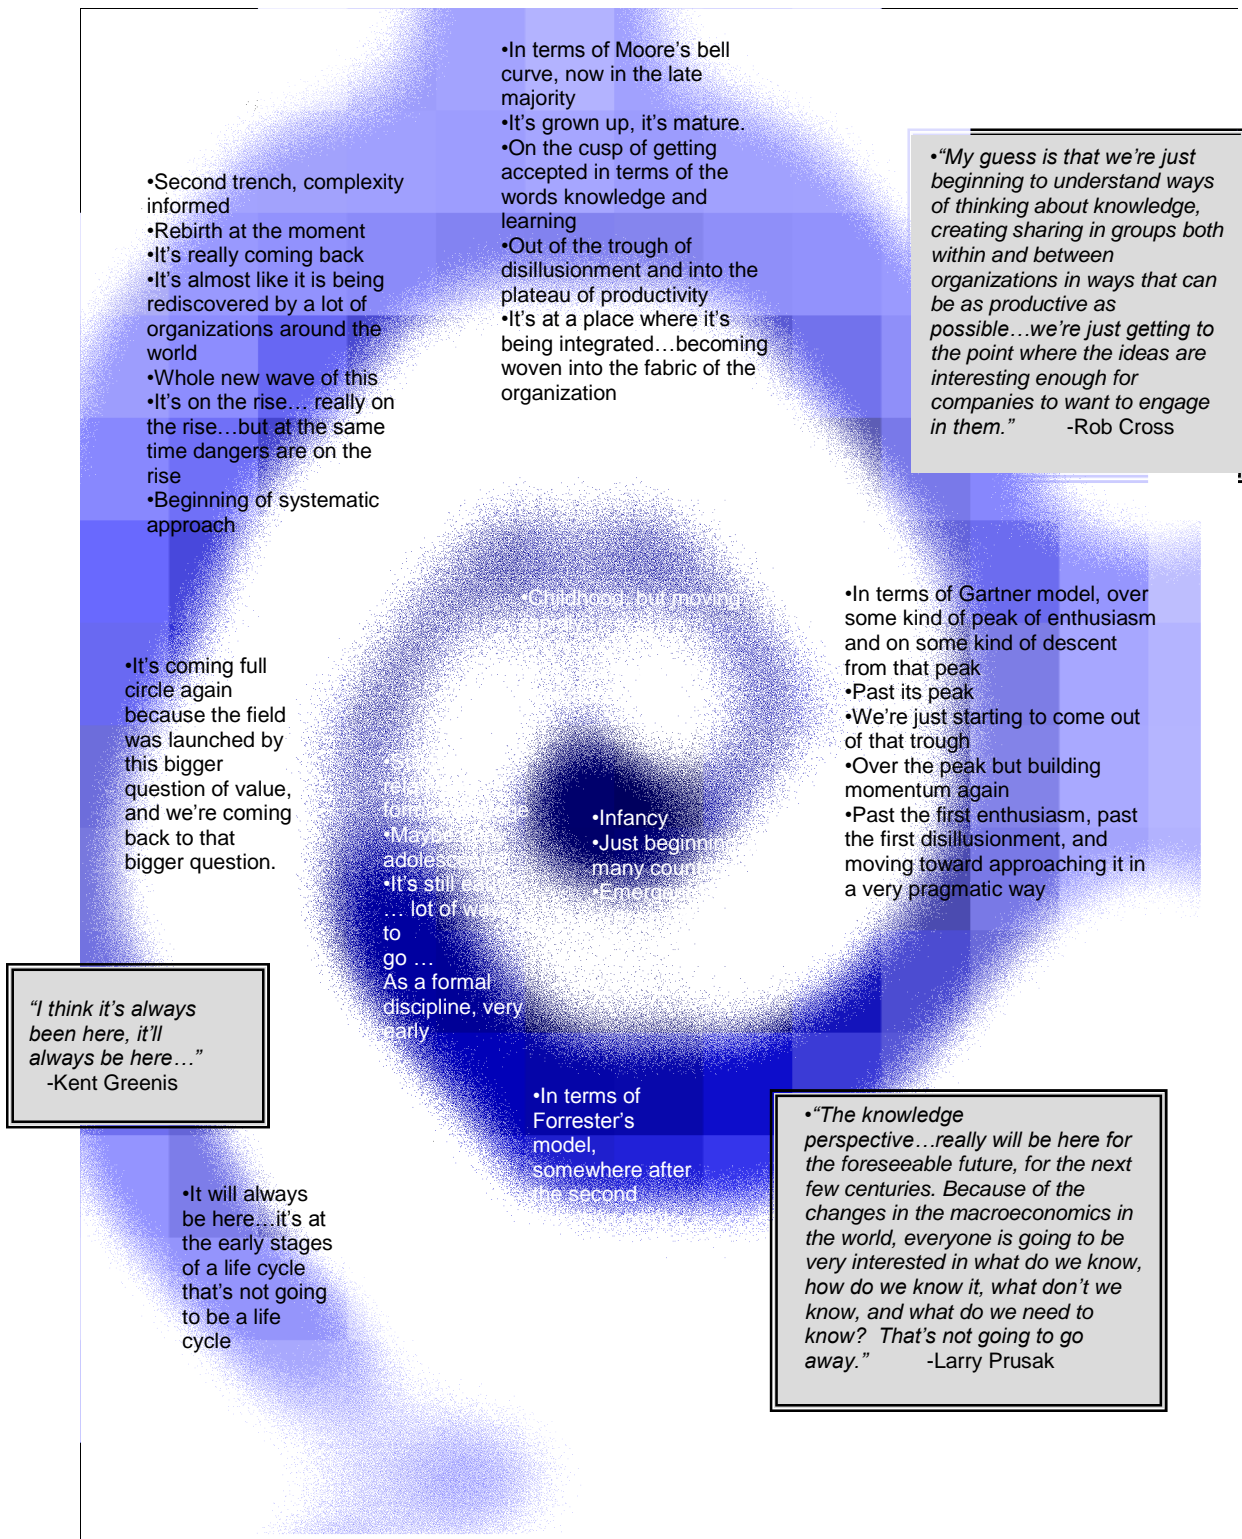 •In terms of Moore’s bell
curve, now in the late
majority
•It’s grown up, it’s mature.
•On the cusp of getting
accepted in terms of the
words knowledge and
learning
•Out of the trough of
disillusionment and into the
plateau of productivity
•It’s at a place where it’s
being integrated…becoming
woven into the fabric of the
organization
•“My guess is that we’re just
beginning to understand ways
of thinking about knowledge,
creating sharing in groups both
within and between
organizations in ways that can
be as productive as
possible…we’re just getting to
the point where the ideas are
interesting enough for
companies to want to engage
in them.” -Rob Cross
•Second trench, complexity
informed
•Rebirth at the moment
•It’s really coming back
•It’s almost like it is being
rediscovered by a lot of
organizations around the
world
•Whole new wave of this
•It’s on the rise… really on
the rise…but at the same
time dangers are on the
rise
•Beginning of systematic
approach
•Childhood, but moving
•In terms of Gartner model, over
some kind of peak of enthusiasm
and on some kind of descent
from that peak
•Past its peak
•We’re just starting to come out
of that trough
•Over the peak but building
momentum again
•Past the first enthusiasm, past
the first disillusionment, and
moving toward approaching it in
a very pragmatic way
•It’s coming full
circle again
because the field
was launched by
this bigger
question of value,
and we’re coming
back to that
bigger question.
•Maybe
•It’s still
… lot of
to
go …
As a formal
discipline, very
early
•Infancy
•Just beginning
many
“I think it’s always
been here, it’ll
always be here…”
-Kent Greenis
•In terms of
Forrester’s
model,
somewhere after
the second
•“The knowledge
perspective…really will be here for
the foreseeable future, for the next
few centuries. Because of the
changes in the macroeconomics in
the world, everyone is going to be
very interested in what do we know,
how do we know it, what don’t we
know, and what do we need to
know? That’s not going to go
away.” -Larry Prusak
•It will always
be here…it’s at
the early stages
of a life cycle
that’s not going
to be a life
cycle